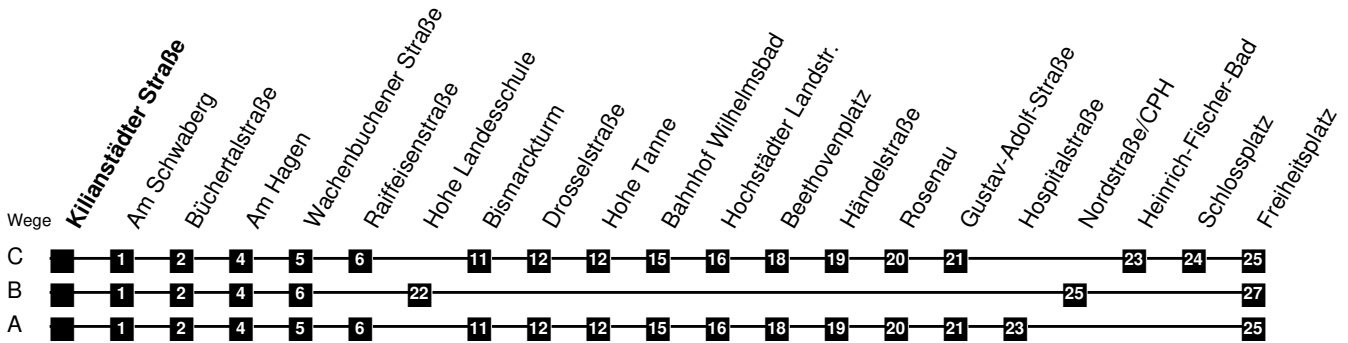 Kilianstädter Straße
Am Schwaberg
Büchertalstraße
Am Hagen
Wachenbuchener Straße
Raiffeisenstraße
Hohe Landesschule
Bismarckturm
Drosselstraße
Hohe Tanne
Bahnhof Wilhelmsbad
Hochstädter Landstr.
Beethovenplatz
Händelstraße
Rosenau
Gustav-Adolf-Straße
Hospitalstraße
Nordstraße/CPH
Heinrich-Fischer-Bad
Schlossplatz
Freiheitsplatz
Wege
C 1 2 4 5 6 11 12 12 15 16 18 19 20 21 23 24 25
B 1 2 4 6 22 25 27
A 1 2 4 5 6 11 12 12 15 16 18 19 20 21 23 25